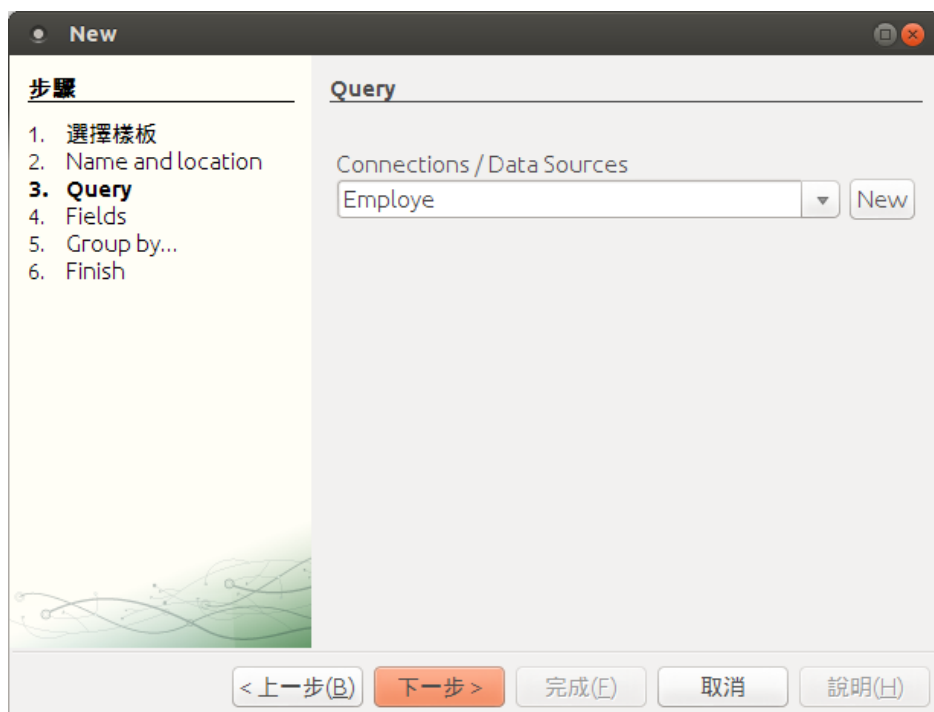 New
步驟
1. 選擇樣板
2. Name and location
3. Query
4. Fields
5. Group by...
6. Finish
Query
Connections / Data Sources
Employe
New
< 上一步(B)
下一步 >
完成(F)
取消
說明(H)